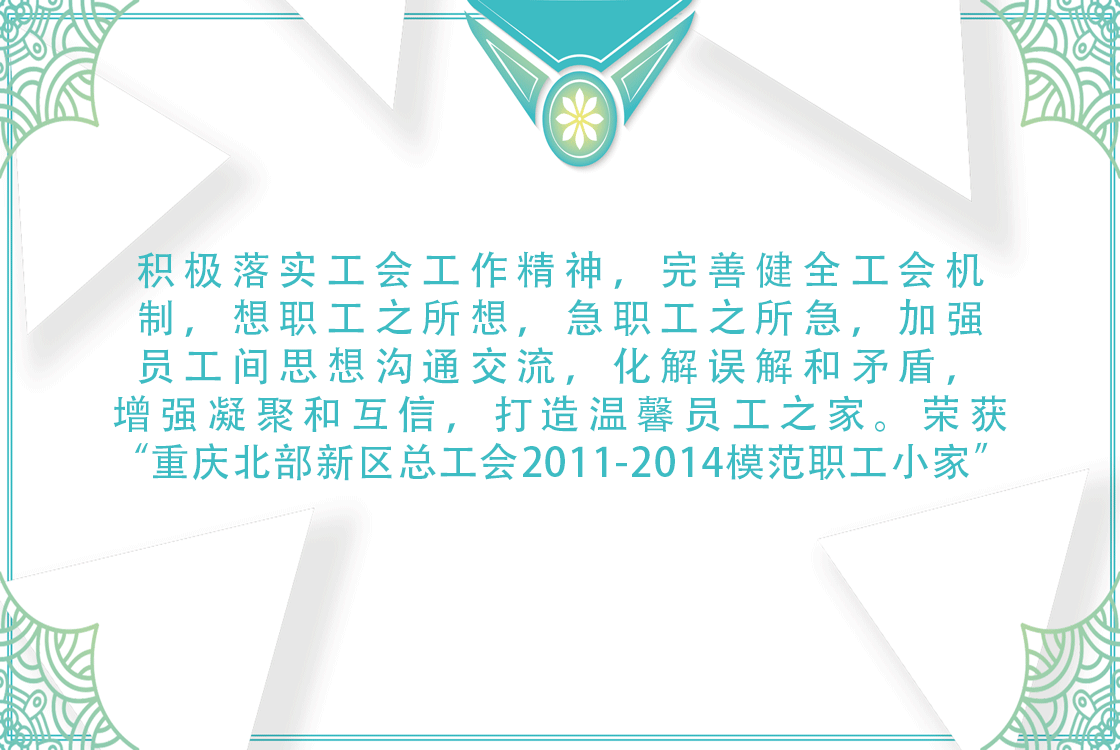 积极落实工会工作精神，完善健全工会机
制，想职工之所想，急职工之所急，加强
员工间思想沟通交流，化解误解和矛盾，
增强凝聚和互信，打造温馨员工之家。荣获
“重庆北部新区总工会2011-2014模范职工小家”